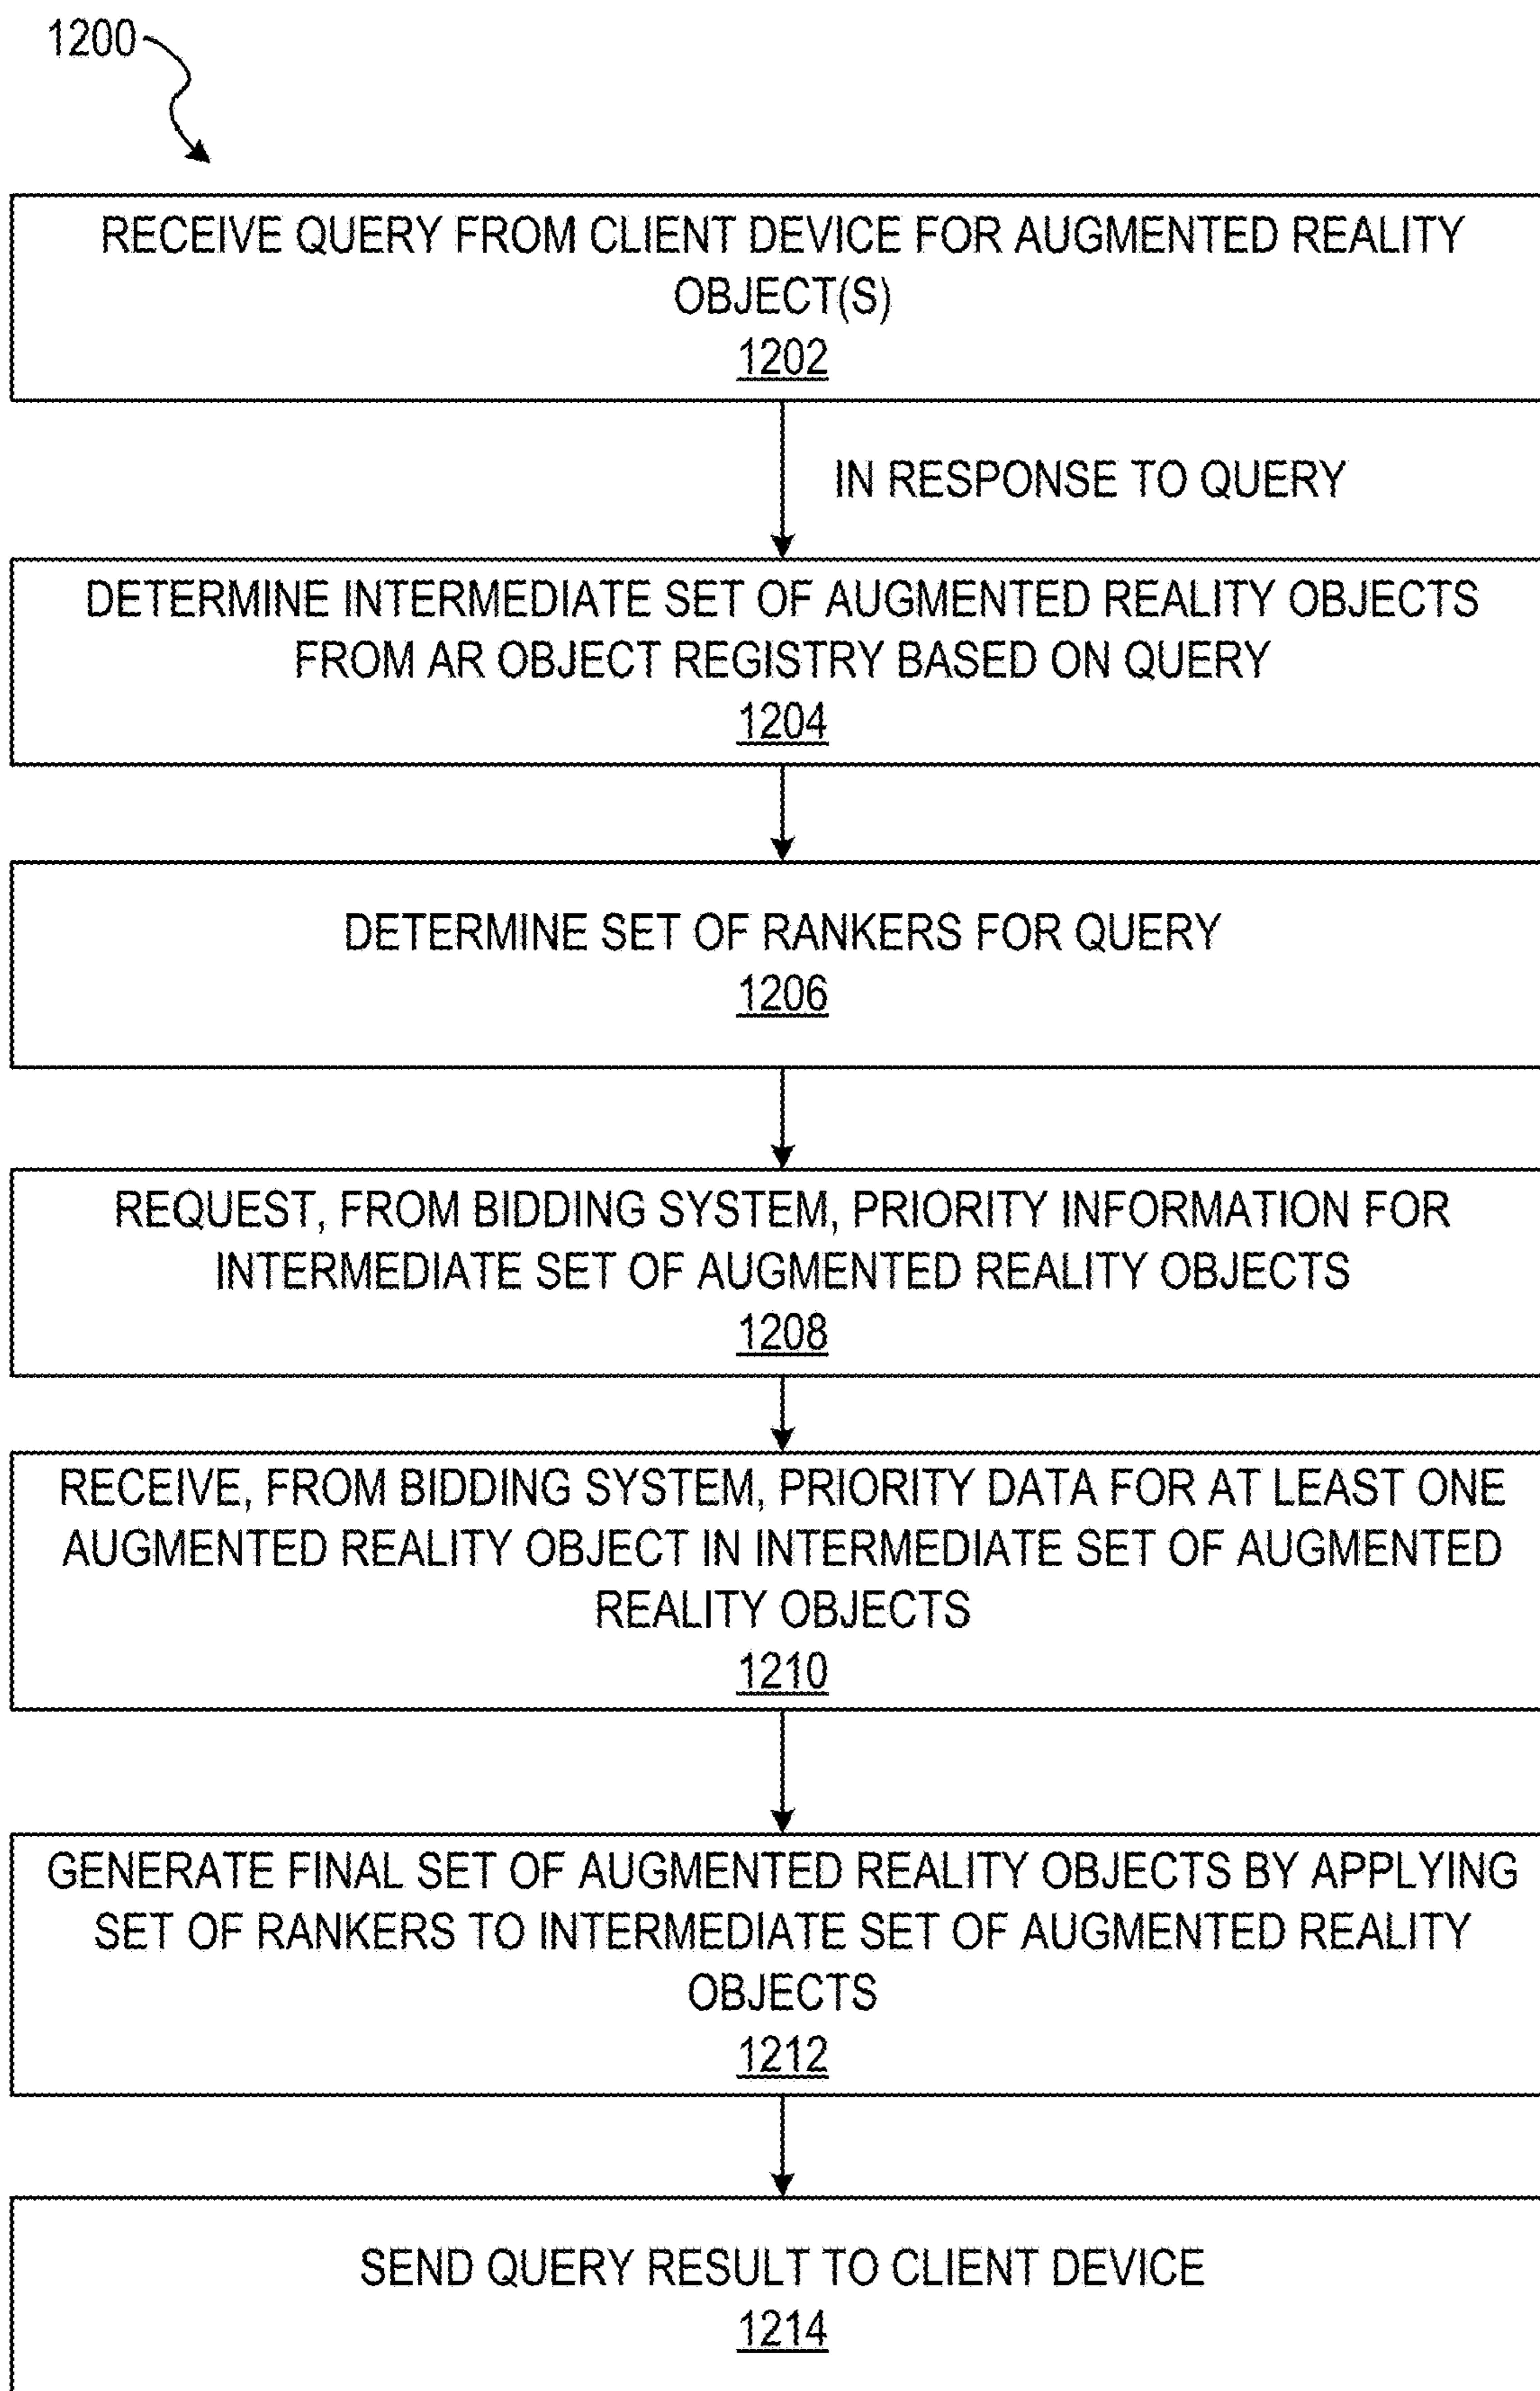 1200
RECEIVE QUERY FROM CLIENT DEVICE FOR AUGMENTED REALITY
OBJECT(S)
1202
IN RESPONSE TO QUERY
DETERMINE INTERMEDIATE SET OF AUGMENTED REALITY OBJECTS
FROM AR OBJECT REGISTRY BASED ON QUERY
1204
DETERMINE SET OF RANKERS FOR QUERY
1206
REQUEST, FROM BIDDING SYSTEM, PRIORITY INFORMATION FOR
INTERMEDIATE SET OF AUGMENTED REALITY OBJECTS
1208
RECEIVE, FROM BIDDING SYSTEM, PRIORITY DATA FOR AT LEAST ONE
AUGMENTED REALITY OBJECT IN INTERMEDIATE SET OF AUGMENTED
REALITY OBJECTS
1210
GENERATE FINAL SET OF AUGMENTED REALITY OBJECTS BY APPLYING
SET OF RANKERS TO INTERMEDIATE SET OF AUGMENTED REALITY
OBJECTS
1212
SEND QUERY RESULT TO CLIENT DEVICE
1214